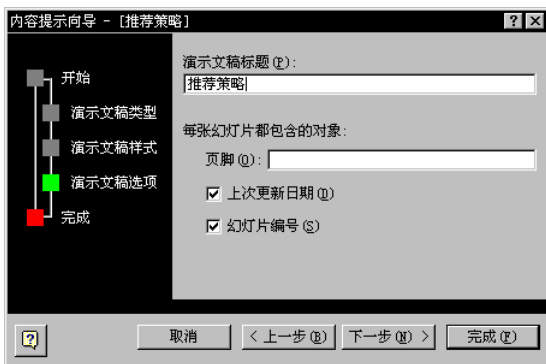 内容提示向导 - [推荐策略]
开始
演示文稿类型
演示文稿样式
演示文稿选项
完成
演示文稿标题(P):
推荐策略
每张幻灯片都包含的对象:
页脚(O):
上次更新日期(D)
幻灯片编号(S)
取消
< 上一步(B)
下一步(N) >
完成(F)